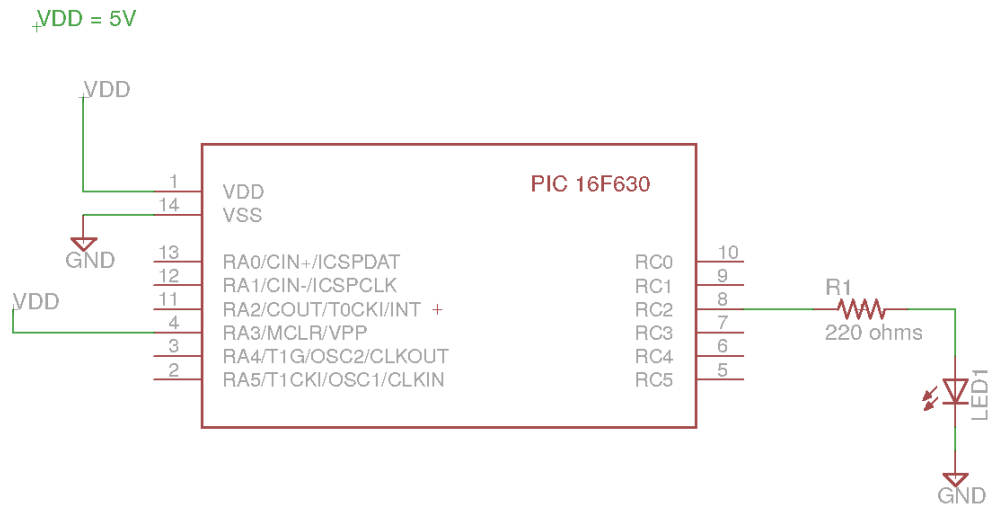 VDD = 5V
VDD
PIC 16F630
1
VDD
14
VSS
GND
13
RA0/CIN+/ICSPDAT
RC0
10
12
RA1/CIN-/ICSPCLK
RC1
9
VDD
11
RA2/COUT/T0CKI/INT
RC2
8
R1
220 ohms
4
RA3/MCLR/VPP
RC3
7
3
RA4/T1G/OSC2/CLKOUT
RC4
6
2
RA5/T1CKI/OSC1/CLKIN
RC5
5
LED1
GND